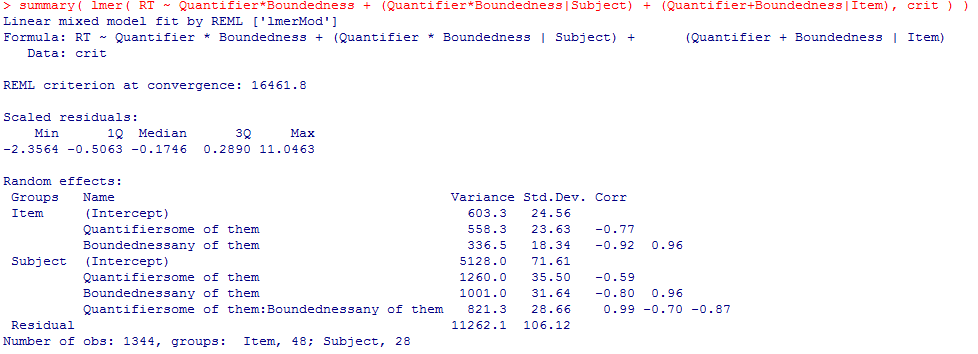 > summary( lmer( RT ~ Quantifier*Boundedness + (Quantifier*Boundedness|Subject) + (Quantifier+Boundedness|Item), crit ) )
Linear mixed model fit by REML ['lmerMod']
Formula: RT ~ Quantifier * Boundedness + (Quantifier * Boundedness | Subject) +      (Quantifier + Boundedness | Item)
   Data: crit
REML criterion at convergence: 16461.8
Scaled residuals:
    Min      1Q  Median      3Q     Max
-2.3564 -0.5063 -0.1746  0.2890 11.0463
Random effects:
 Groups   Name                                        Variance Std.Dev. Corr
 Item     (Intercept)                                   603.3   24.56
          Quantifiersome of them                        558.3   23.63   -0.77
          Boundednessany of them                        336.5   18.34   -0.92  0.96
 Subject  (Intercept)                                  5128.0   71.61
          Quantifiersome of them                       1260.0   35.50   -0.59
          Boundednessany of them                       1001.0   31.64   -0.80  0.96
          Quantifiersome of them:Boundednessany of them  821.3   28.66    0.99 -0.70 -0.87
 Residual                                             11262.1  106.12
Number of obs: 1344, groups:  Item, 48; Subject, 28